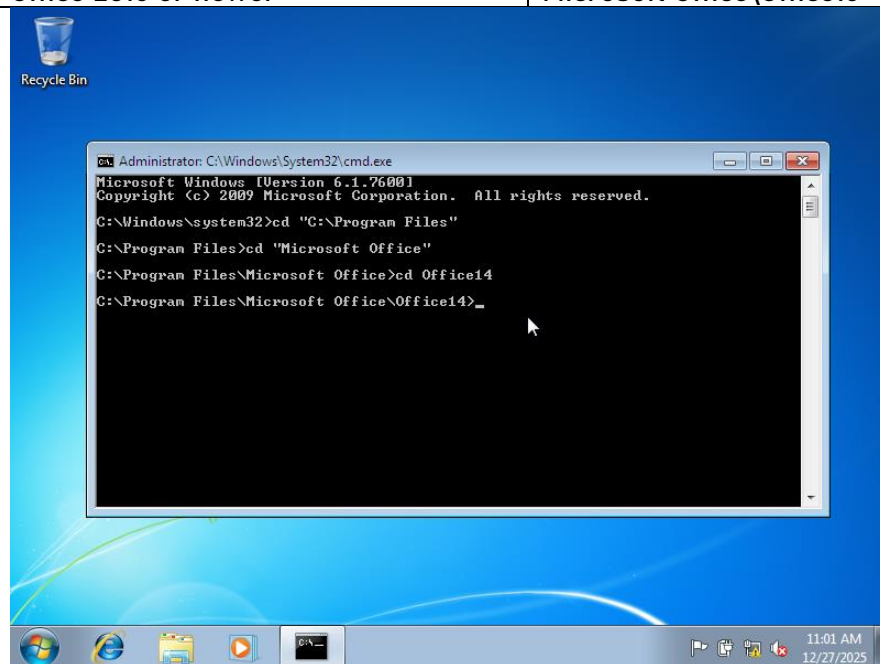 Recycle Bin
Administrator: C:\Windows\System32\cmd.exe
Microsoft Windows [Version 6.1.7600]
Copyright (c) 2009 Microsoft Corporation.  All rights reserved.
C:\Windows\system32>cd "C:\Program Files"
C:\Program Files>cd "Microsoft Office"
C:\Program Files\Microsoft Office>cd Office14
C:\Program Files\Microsoft Office\Office14>_
11:01 AM
12/27/2025